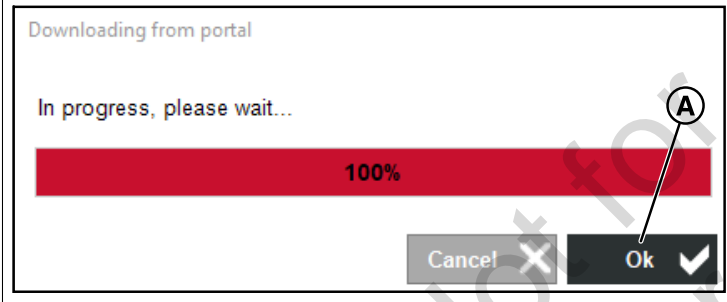 Downloading from portal
In progress, please wait...
A
100%
Cancel
Ok